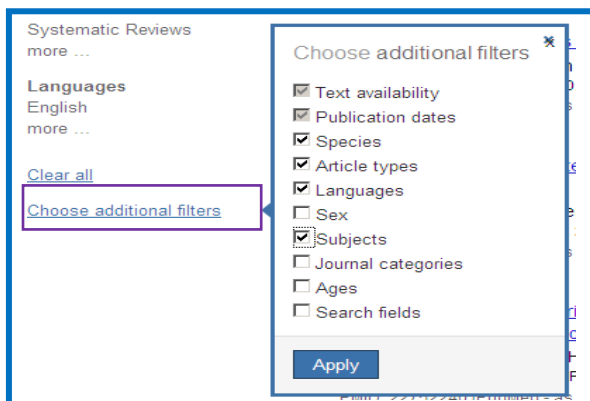 Systematic Reviews
more ...
Languages
English
more ...
Clear all
Choose additional filters
Choose additional filters
Text availability
Publication dates
Species
Article types
Languages
Sex
Subjects
Journal categories
Ages
Search fields
Apply